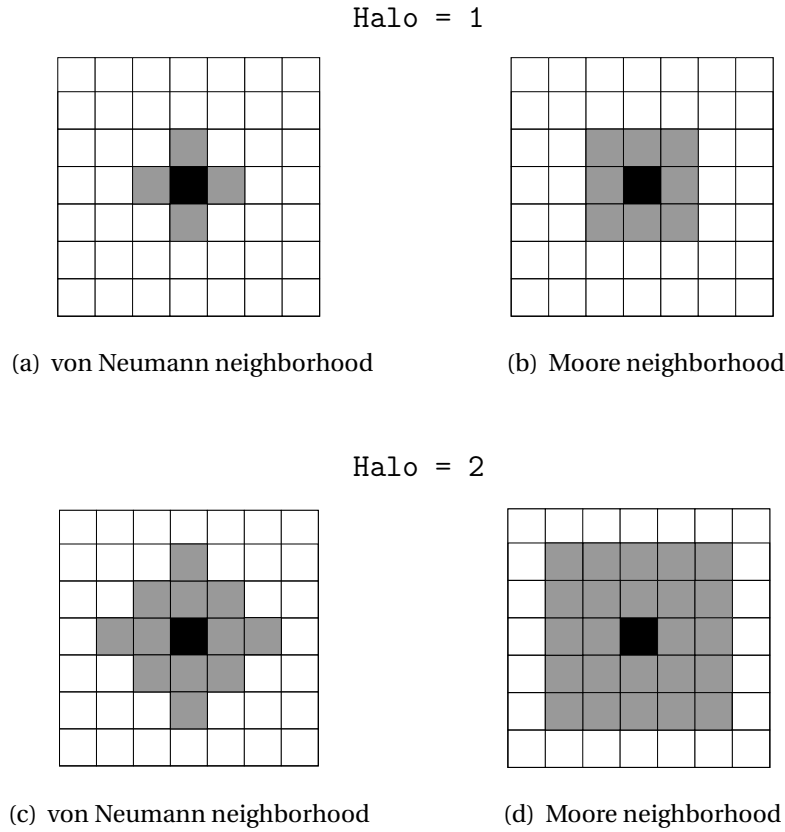 Halo = 1
(a) von Neumann neighborhood
(b) Moore neighborhood
Halo = 2
(c) von Neumann neighborhood
(d) Moore neighborhood